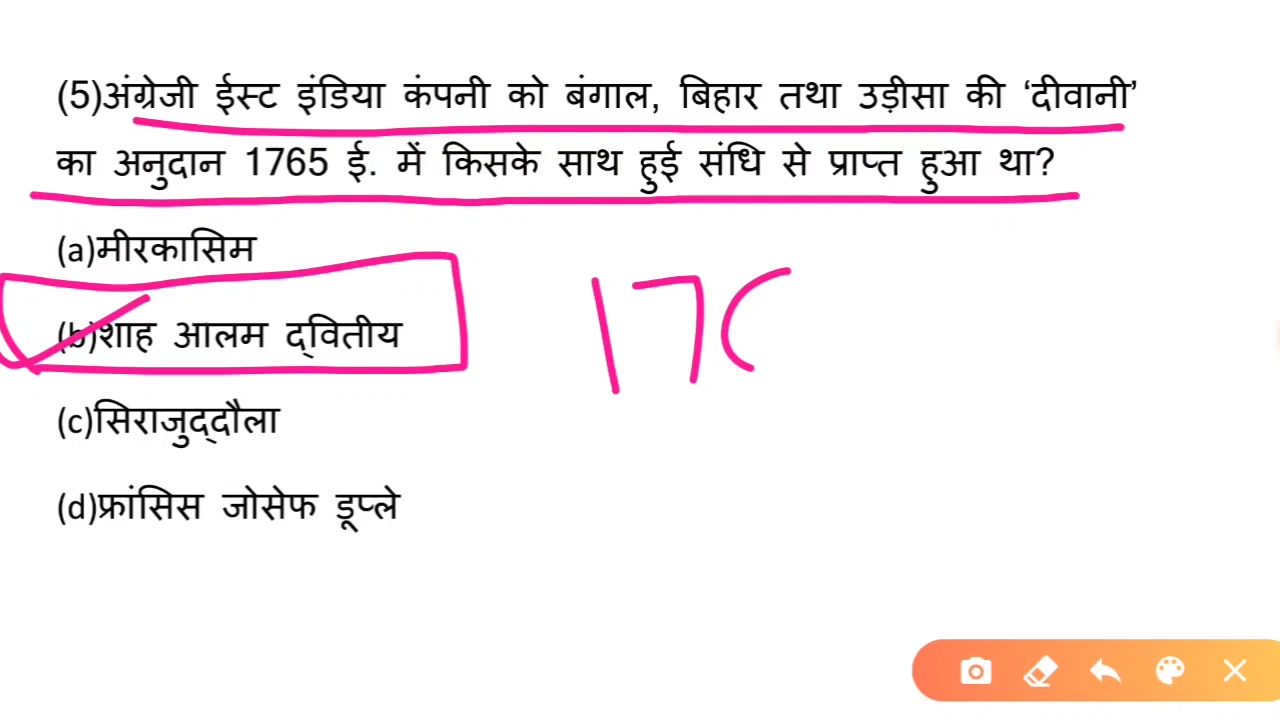 (5)अंग्रेजी ईस्ट इंडिया कंपनी को बंगाल, बिहार तथा उड़ीसा की ‘दीवानी’
का अनुदान 1765 ई. में किसके साथ हुई संधि से प्राप्त हुआ था?
(a)मीरकासिम
(b)शाह आलम द्वितीय
(c)सिराजुद्दौला
(d)फ्रांसिस जोसेफ डूप्ले